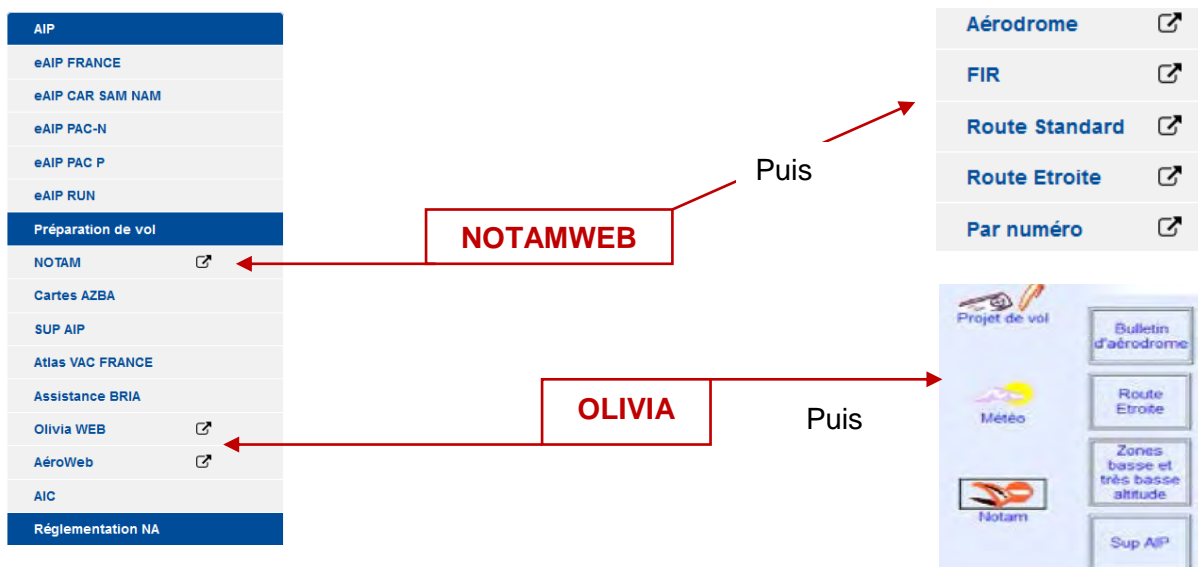 AIP
eAIP FRANCE
eAIP CAR SAM NAM
eAIP PAC-N
eAIP PAC P
eAIP RUN
Préparation de vol
NOTAM
Cartes AZBA
SUP AIP
Atlas VAC FRANCE
Assistance BRIA
Olivia WEB
AéroWeb
AIC
Réglementation NA
NOTAMWEB
Puis
Aérodrome
FIR
Route Standard
Route Etroite
Par numéro
OLIVIA
Puis
Projet de vol
Météo
Notam
Bulletin
d'aérodrome
Route
Etroite
Zones
basse et
très basse
altitude
Sup AIP